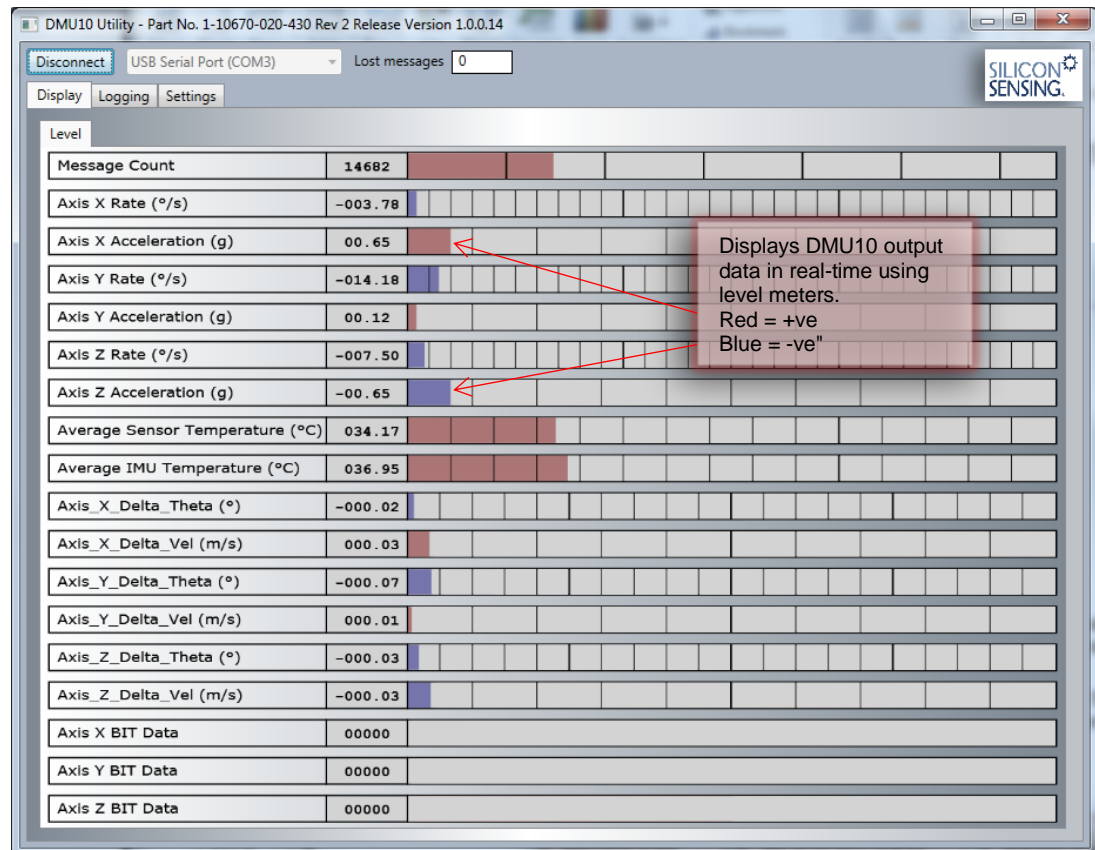 DMU10 Utility - Part No. 1-10670-020-430 Rev 2 Release Version 1.0.0.14
Disconnect USB Serial Port (COM3) Lost messages 0
SILICON
SENSING.
Display Logging Settings
Level
Message Count 14682
Axis X Rate (°/s) -003.78
Axis X Acceleration (g) 00.65
Axis Y Rate (°/s) -014.18
Axis Y Acceleration (g) 00.12
Axis Z Rate (°/s) -007.50
Axis Z Acceleration (g) -00.65
Average Sensor Temperature (°C) 034.17
Average IMU Temperature (°C) 036.95
Axis_X_Delta_Theta (°) -000.02
Axis_X_Delta_Vel (m/s) 000.03
Axis_Y_Delta_Theta (°) -000.07
Axis_Y_Delta_Vel (m/s) 000.01
Axis_Z_Delta_Theta (°) -000.03
Axis_Z_Delta_Vel (m/s) -000.03
Axis X BIT Data 00000
Axis Y BIT Data 00000
Axis Z BIT Data 00000
Displays DMU10 output
data in real-time using
level meters.
Red = +ve
Blue = -ve"